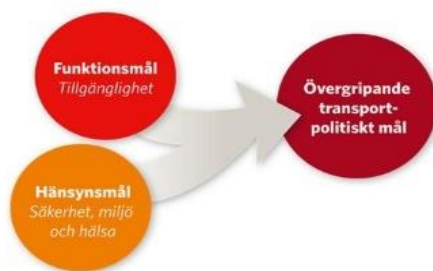 Funktionsmål
Tillgänglighet
Hänsynsmål
Säkerhet, miljö
och hälsa
Övergripande
transport-
politiskt mål